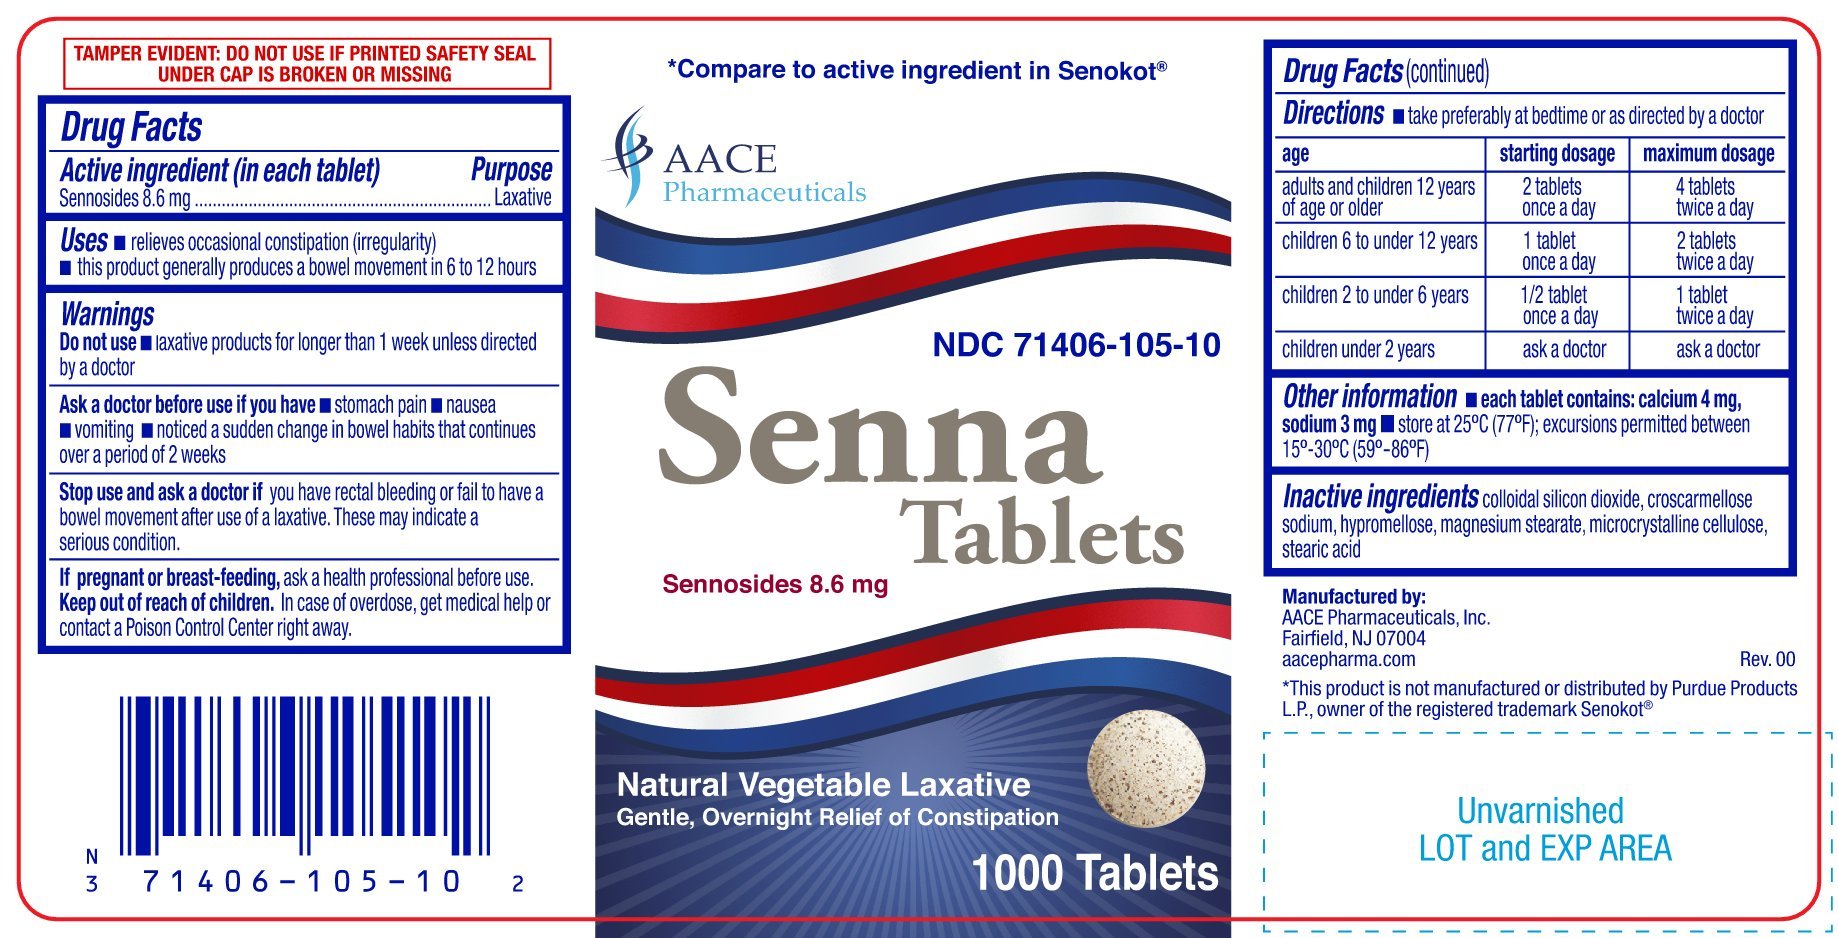 TAMPER EVIDENT: DO NOT USE IF PRINTED SAFETY SEAL
UNDER CAP IS BROKEN OR MISSING
Drug Facts
Active ingredient (in each tablet) Purpose
Sennosides 8.6 mg .................................................................. Laxative
Uses ■ relieves occasional constipation (irregularity)
■ this product generally produces a bowel movement in 6 to 12 hours
Warnings
Do not use ■ laxative products for longer than 1 week unless directed
by a doctor
Ask a doctor before use if you have ■ stomach pain ■ nausea
■ vomiting ■ noticed a sudden change in bowel habits that continues
over a period of 2 weeks
Stop use and ask a doctor if you have rectal bleeding or fail to have a
bowel movement after use of a laxative. These may indicate a
serious condition.
If pregnant or breast-feeding, ask a health professional before use.
Keep out of reach of children. In case of overdose, get medical help or
contact a Poison Control Center right away.
N
3 71406-105-10 2
*Compare to active ingredient in Senokot®
AACE
Pharmaceuticals
NDC 71406-105-10
Senna
Tablets
Sennosides 8.6 mg
Natural Vegetable Laxative
Gentle, Overnight Relief of Constipation
1000 Tablets
Drug Facts (continued)
Directions ■ take preferably at bedtime or as directed by a doctor
age starting dosage maximum dosage
adults and children 12 years 2 tablets 4 tablets
of age or older once a day twice a day
children 6 to under 12 years 1 tablet 2 tablets
once a day twice a day
children 2 to under 6 years 1/2 tablet 1 tablet
once a day twice a day
children under 2 years ask a doctor ask a doctor
Other information ■ each tablet contains: calcium 4 mg,
sodium 3 mg ■ store at 25ºC (77ºF); excursions permitted between
15º-30ºC (59º-86ºF)
Inactive ingredients colloidal silicon dioxide, croscarmellose
sodium, hypromellose, magnesium stearate, microcrystalline cellulose,
stearic acid
Manufactured by:
AACE Pharmaceuticals, Inc.
Fairfield, NJ 07004
aacepharma.com Rev. 00
*This product is not manufactured or distributed by Purdue Products
L.P., owner of the registered trademark Senokot®
Unvarnished
LOT and EXP AREA